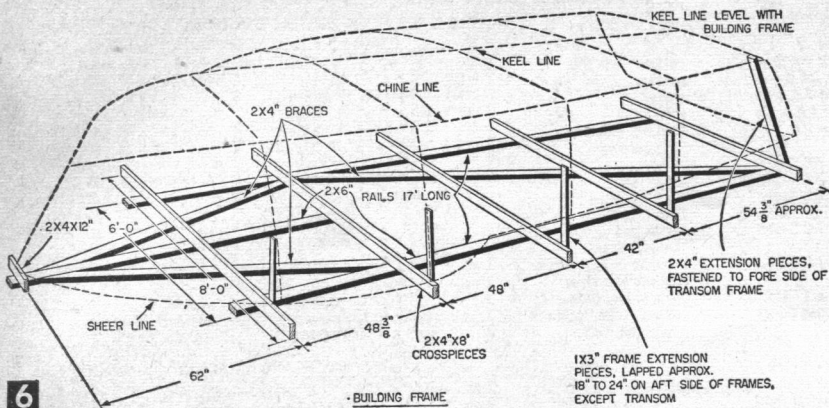 KEEL LINE LEVEL WITH
BUILDING FRAME
KEEL LINE
CHINE LINE
2X4" BRACES
2X6" RAILS 17' LONG
2X4X12"
6'-0"
8'-0"
54 3/8" APPROX.
42"
48"
48 3/8"
62"
2X4" EXTENSION PIECES,
FASTENED TO FORE SIDE OF
TRANSOM FRAME
SHEER LINE
2X4"X8'
CROSSPIECES
1X3" FRAME EXTENSION
PIECES, LAPPED APPROX.
18" TO 24" ON AFT SIDE OF FRAMES,
EXCEPT TRANSOM
6
BUILDING FRAME